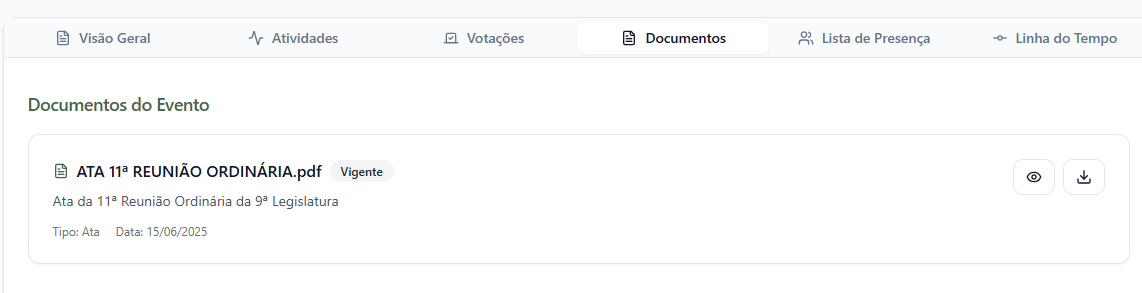 Visão Geral Atividades Votações Documentos Lista de Presença Linha do Tempo
Documentos do Evento
ATA 11ª REUNIÃO ORDINÁRIA.pdf Vigente
Ata da 11ª Reunião Ordinária da 9ª Legislatura
Tipo: Ata Data: 15/06/2025